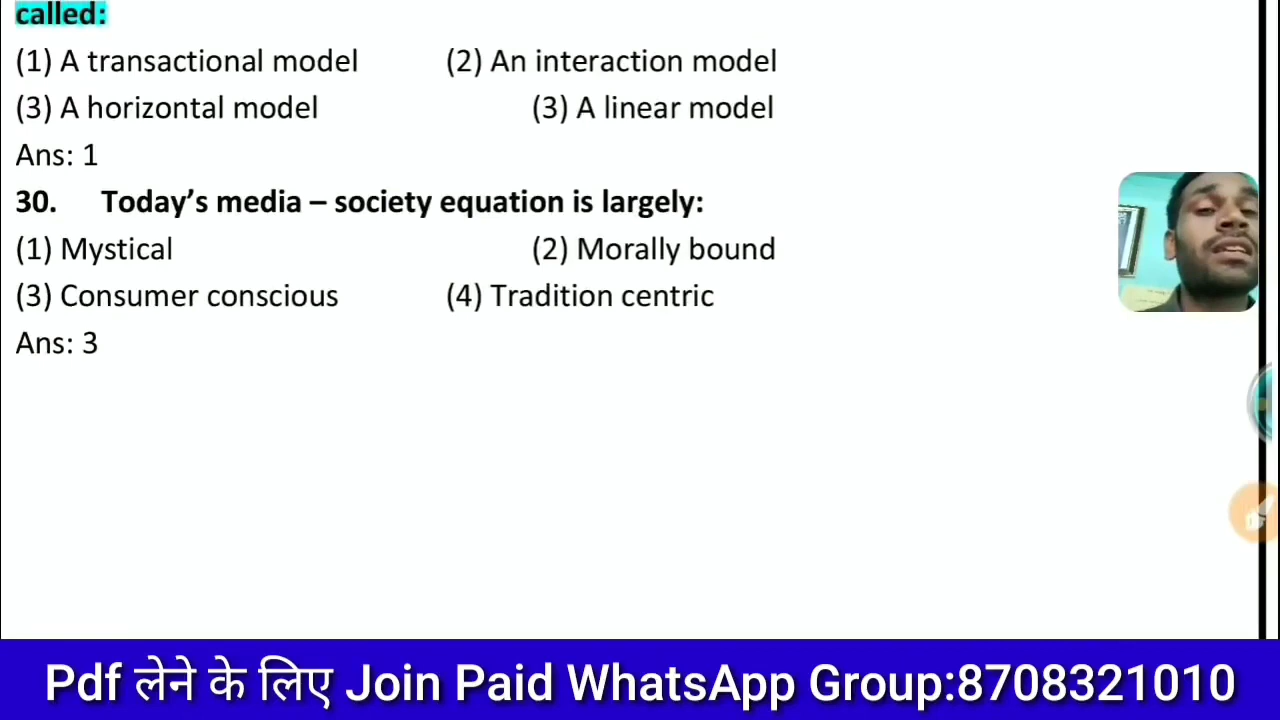 called:
(1) A transactional model (2) An interaction model
(3) A horizontal model (3) A linear model
Ans: 1
30. Today’s media – society equation is largely:
(1) Mystical (2) Morally bound
(3) Consumer conscious (4) Tradition centric
Ans: 3
Pdf लेने के लिए Join Paid WhatsApp Group:8708321010